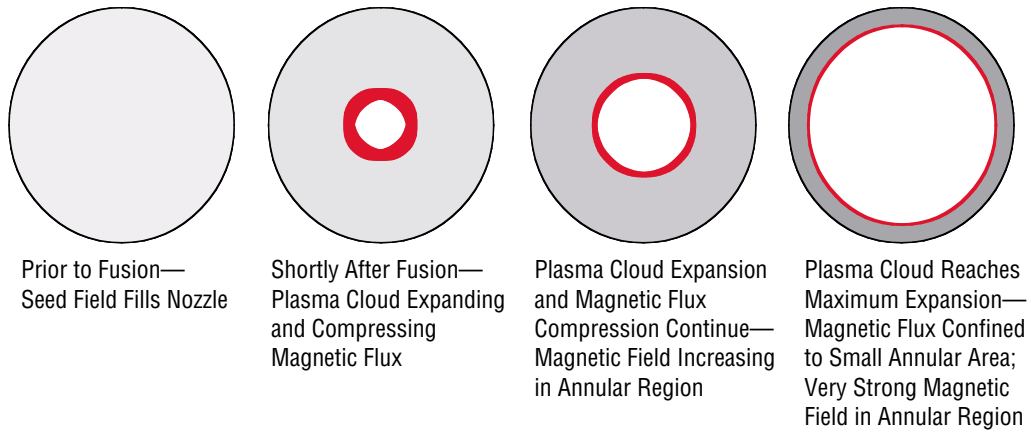 Prior to Fusion—
Seed Field Fills Nozzle
Shortly After Fusion—
Plasma Cloud Expanding
and Compressing
Magnetic Flux
Plasma Cloud Expansion
and Magnetic Flux
Compression Continue—
Magnetic Field Increasing
in Annular Region
Plasma Cloud Reaches
Maximum Expansion—
Magnetic Flux Confined
to Small Annular Area;
Very Strong Magnetic
Field in Annular Region